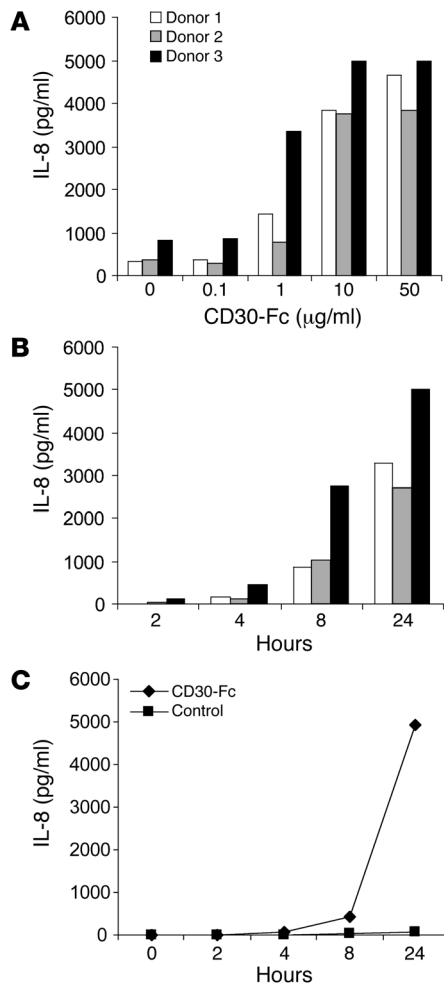 A
Donor 1
Donor 2
Donor 3
IL-8 (pg/ml)
6000
5000
4000
3000
2000
1000
0
0 0.1 1 10 50
CD30-Fc (μg/ml)
B
IL-8 (pg/ml)
6000
5000
4000
3000
2000
1000
0
2 4 8 24
Hours
C
CD30-Fc
Control
IL-8 (pg/ml)
6000
5000
4000
3000
2000
1000
0
0 2 4 8 24
Hours